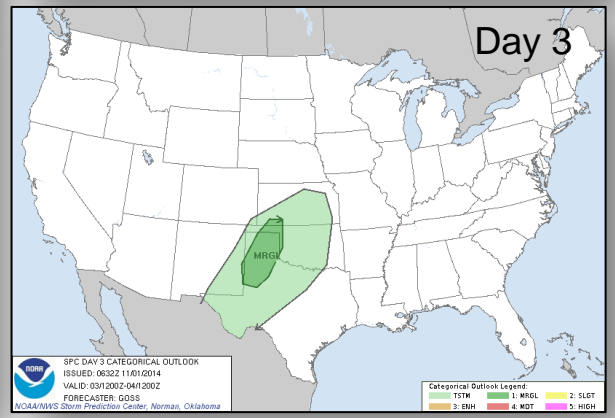 Day 3
MRGL
NOAA
SPC DAY 3 CATEGORICAL OUTLOOK
ISSUED: 0632Z 11/01/2014
VALID: 03/1200Z-04/1200Z
FORECASTER: GOSS
NOAA/NWS Storm Prediction Center, Norman, Oklahoma
Categorical Outlook Legend:
TSTM 1: MRGL 2: SLGT
3: ENH 4: MDT 5: HIGH